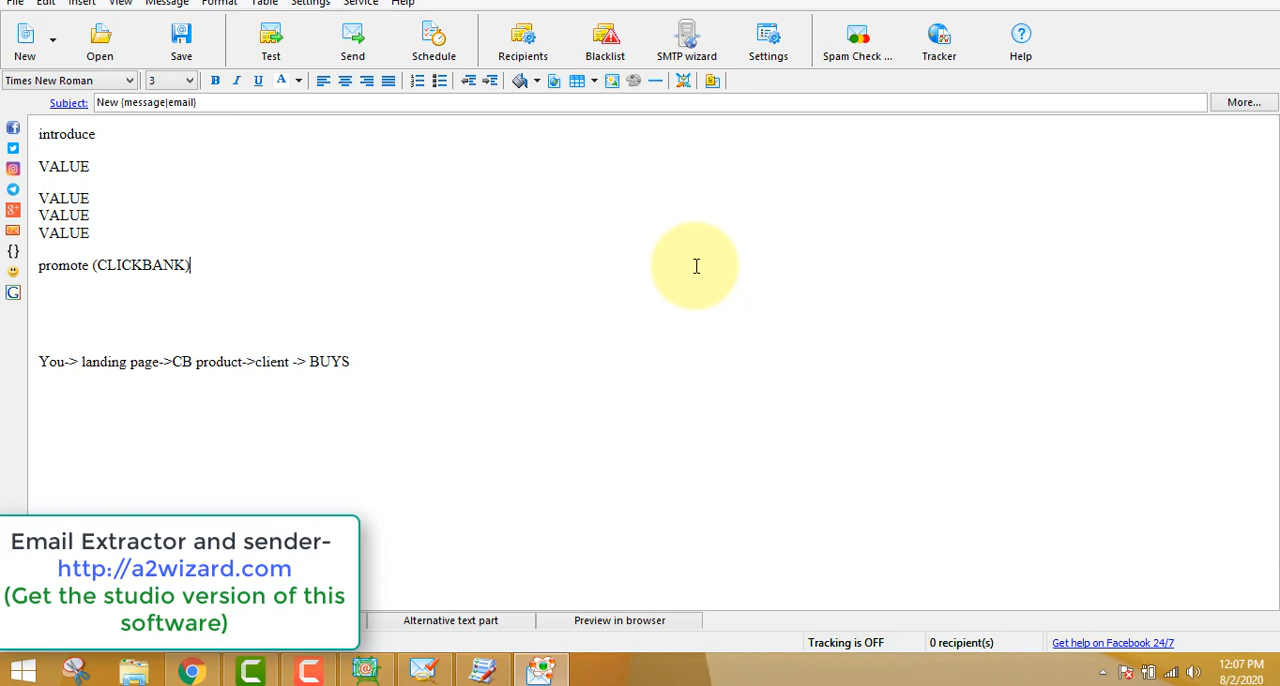 File Edit Insert View Message Format Table Settings Service Help
New Open Save Test Send Schedule Recipients Blacklist SMTP wizard Settings Spam Check ... Tracker Help
Times New Roman 3 B I U A
Subject: New {message|email} More...
introduce
VALUE
VALUE
VALUE
VALUE
promote (CLICKBANK)
You-> landing page->CB product->client -> BUYS
Email Extractor and sender-
http://a2wizard.com
(Get the studio version of this
software)
Alternative text part Preview in browser
Tracking is OFF 0 recipient(s) Get help on Facebook 24/7
12:07 PM
8/2/2020